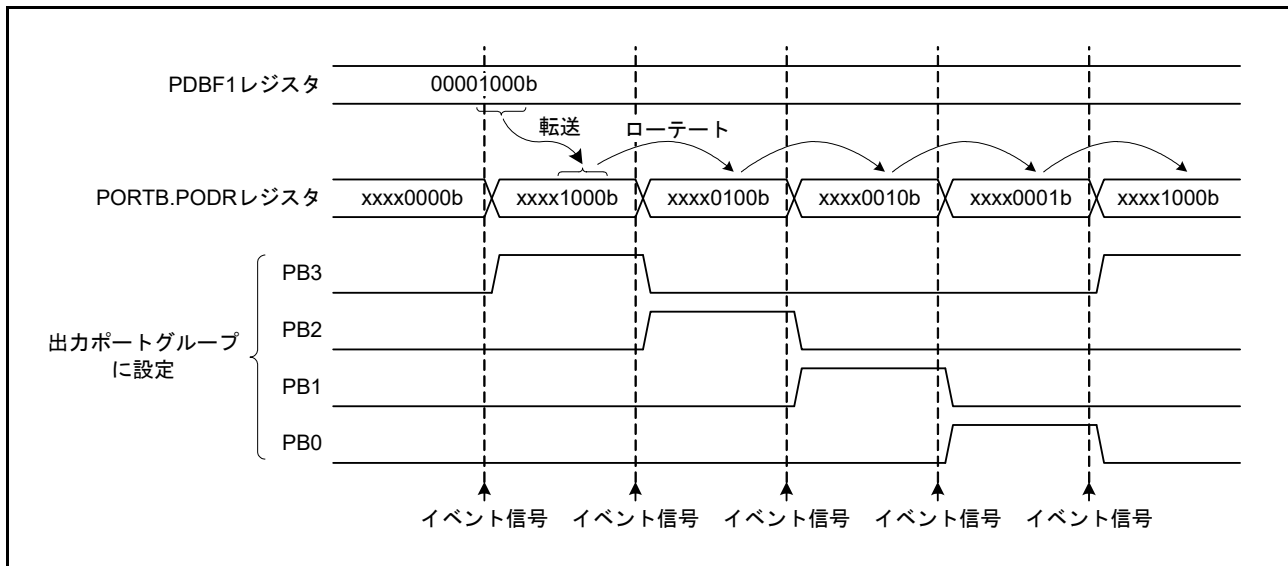 PDBF1レジスタ
00001000b
転送
ローテート
PORTB.PODRレジスタ
xxxx0000b
xxxx1000b
xxxx0100b
xxxx0010b
xxxx0001b
xxxx1000b
出力ポートグループ
に設定
PB3
PB2
PB1
PB0
イベント信号
イベント信号
イベント信号
イベント信号
イベント信号